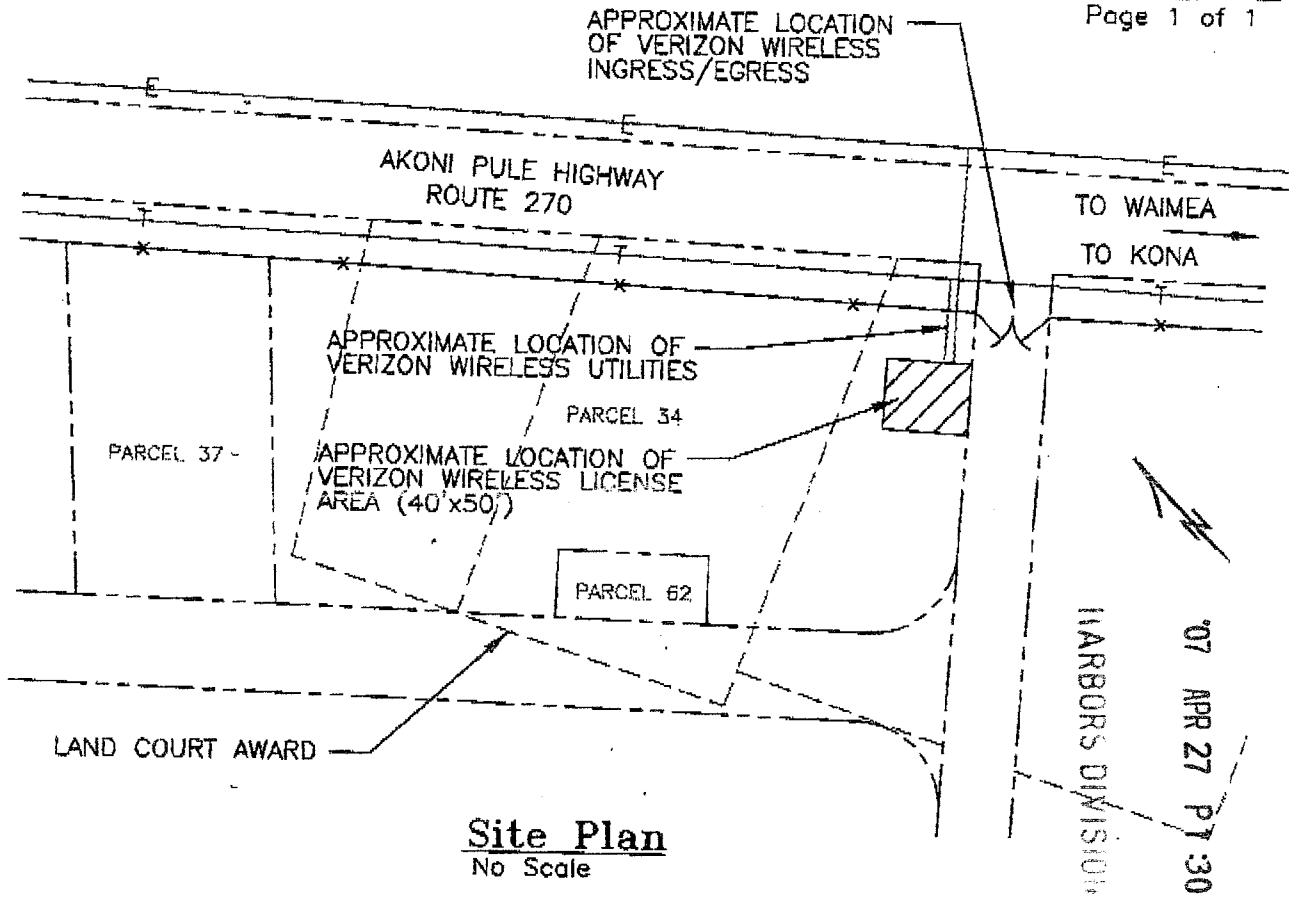 Page 1 of 1
APPROXIMATE LOCATION
OF VERIZON WIRELESS
INGRESS/EGRESS
E
E
E
AKONI PULE HIGHWAY
ROUTE 270
TO WAIMEA
TO KONA
T
T
T
APPROXIMATE LOCATION OF
VERIZON WIRELESS UTILITIES
PARCEL 34
PARCEL 37
APPROXIMATE LOCATION OF
VERIZON WIRELESS LICENSE
AREA (40'x50')
PARCEL 62
N
LAND COURT AWARD
'07 APR 27 P1:30
HARBORS DIVISION
Site Plan
No Scale